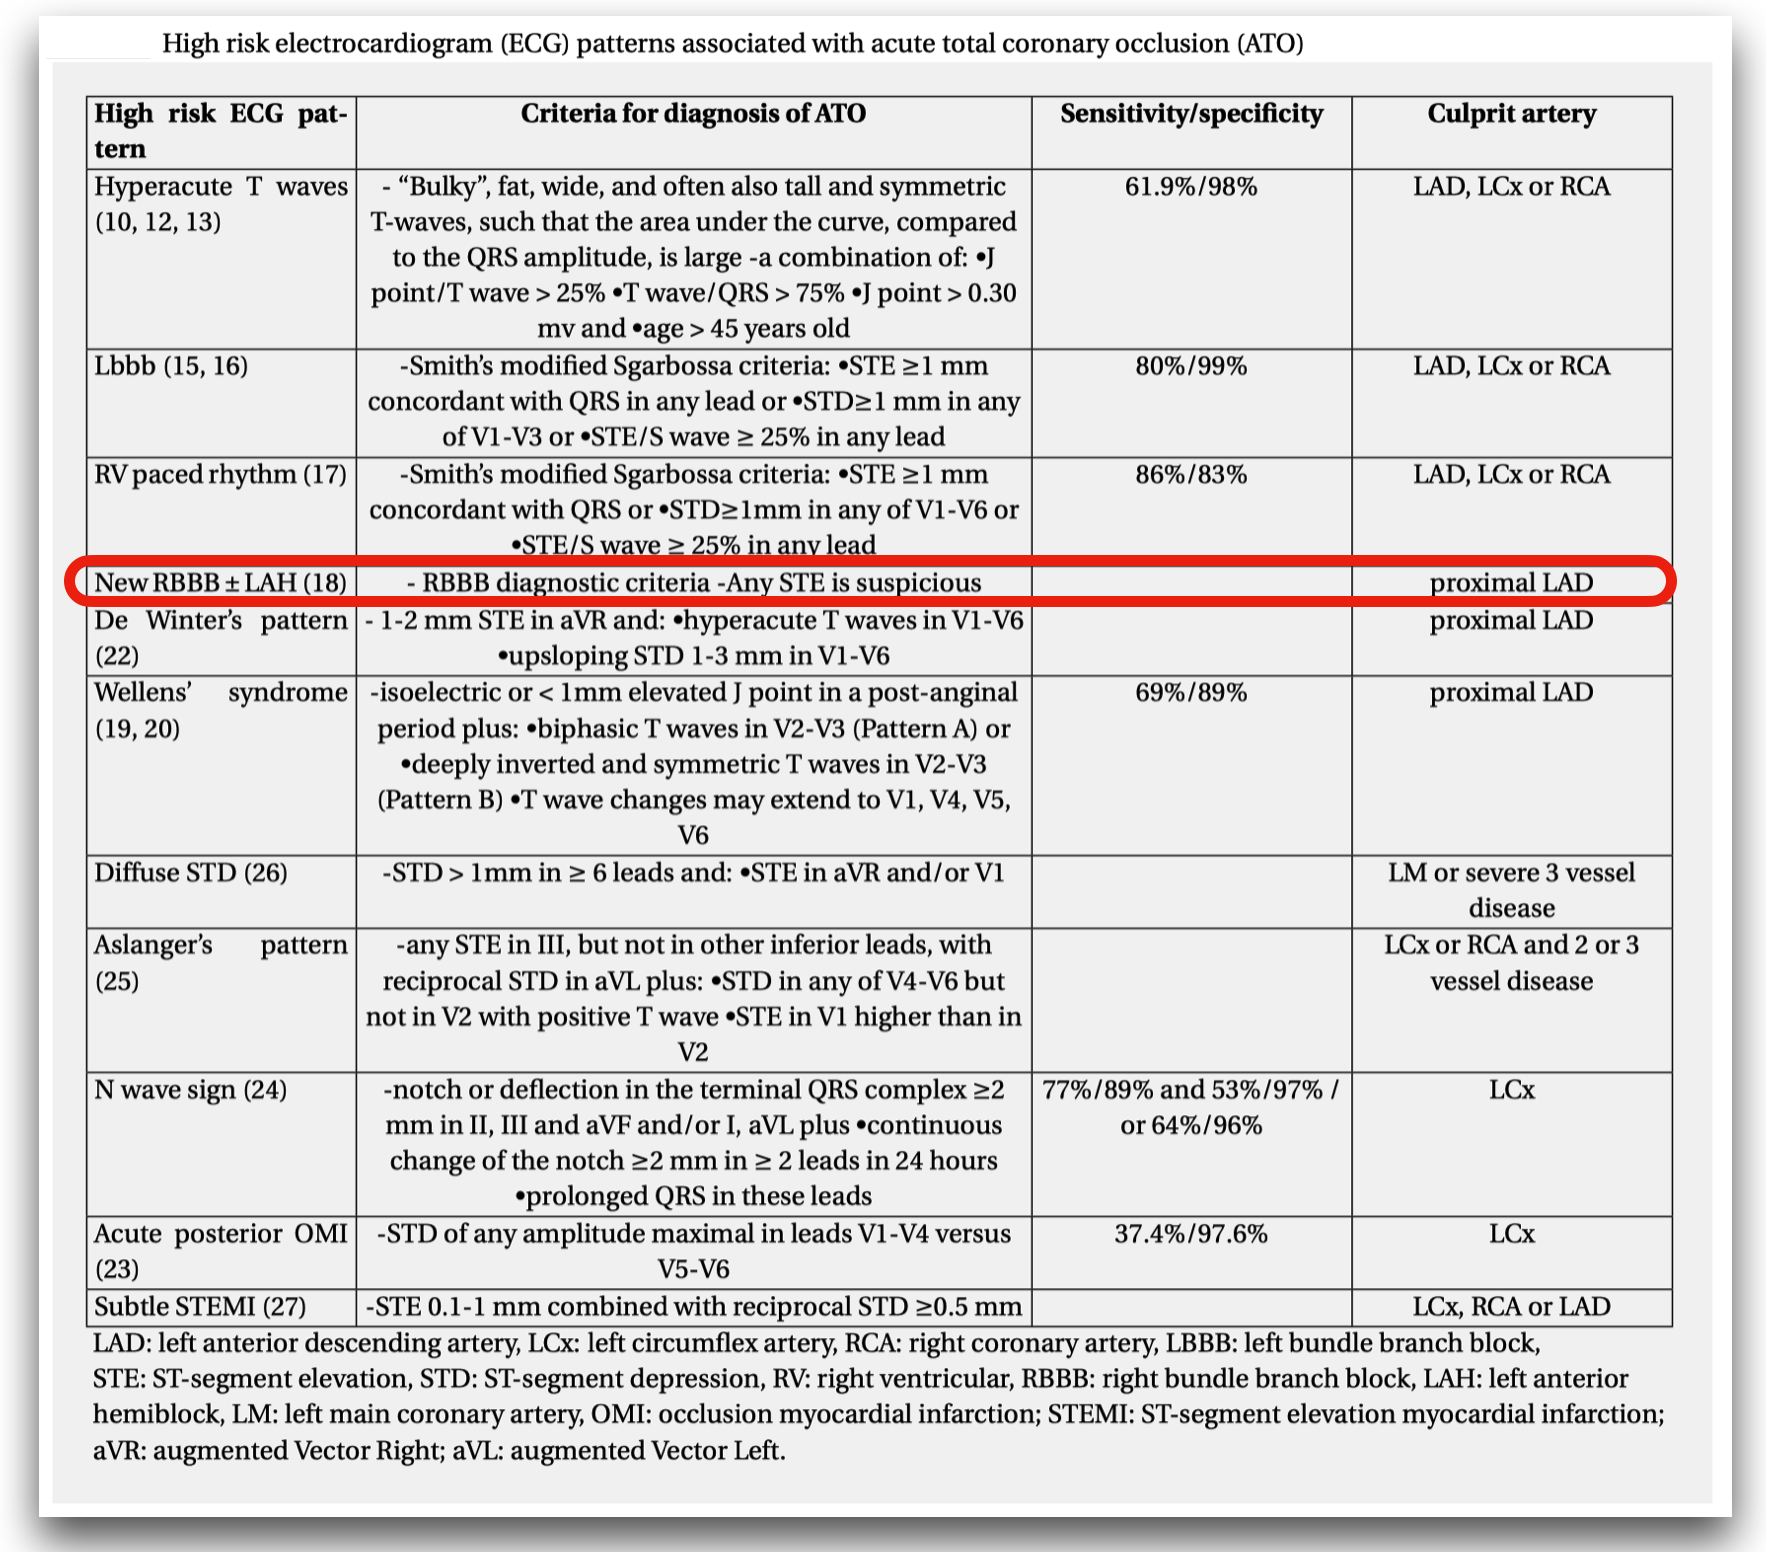 High risk electrocardiogram (ECG) patterns associated with acute total coronary occlusion (ATO)
High risk ECG pat-
tern
Criteria for diagnosis of ATO
Sensitivity/specificity
Culprit artery
Hyperacute T waves
(10, 12, 13)
- “Bulky”, fat, wide, and often also tall and symmetric
T-waves, such that the area under the curve, compared
to the QRS amplitude, is large -a combination of: •J
point/T wave > 25% •T wave/QRS > 75% •J point > 0.30
mv and •age > 45 years old
61.9%/98%
LAD, LCx or RCA
Lbbb (15, 16)
-Smith’s modified Sgarbossa criteria: •STE ≥1 mm
concordant with QRS in any lead or •STD≥1 mm in any
of V1-V3 or •STE/S wave ≥ 25% in any lead
80%/99%
LAD, LCx or RCA
RV paced rhythm (17)
-Smith’s modified Sgarbossa criteria: •STE ≥1 mm
concordant with QRS or •STD≥1mm in any of V1-V6 or
•STE/S wave ≥ 25% in any lead
86%/83%
LAD, LCx or RCA
New RBBB ± LAH (18)
- RBBB diagnostic criteria -Any STE is suspicious
proximal LAD
De Winter’s pattern
(22)
- 1-2 mm STE in aVR and: •hyperacute T waves in V1-V6
•upsloping STD 1-3 mm in V1-V6
proximal LAD
Wellens’ syndrome
(19, 20)
-isoelectric or < 1mm elevated J point in a post-anginal
period plus: •biphasic T waves in V2-V3 (Pattern A) or
•deeply inverted and symmetric T waves in V2-V3
(Pattern B) •T wave changes may extend to V1, V4, V5,
V6
69%/89%
proximal LAD
Diffuse STD (26)
-STD > 1mm in ≥ 6 leads and: •STE in aVR and/or V1
LM or severe 3 vessel
disease
Aslanger’s pattern
(25)
-any STE in III, but not in other inferior leads, with
reciprocal STD in aVL plus: •STD in any of V4-V6 but
not in V2 with positive T wave •STE in V1 higher than in
V2
LCx or RCA and 2 or 3
vessel disease
N wave sign (24)
-notch or deflection in the terminal QRS complex ≥2
mm in II, III and aVF and/or I, aVL plus •continuous
change of the notch ≥2 mm in ≥ 2 leads in 24 hours
•prolonged QRS in these leads
77%/89% and 53%/97% /
or 64%/96%
LCx
Acute posterior OMI
(23)
-STD of any amplitude maximal in leads V1-V4 versus
V5-V6
37.4%/97.6%
LCx
Subtle STEMI (27)
-STE 0.1-1 mm combined with reciprocal STD ≥0.5 mm
LCx, RCA or LAD
LAD: left anterior descending artery, LCx: left circumflex artery, RCA: right coronary artery, LBBB: left bundle branch block,
STE: ST-segment elevation, STD: ST-segment depression, RV: right ventricular, RBBB: right bundle branch block, LAH: left anterior
hemiblock, LM: left main coronary artery, OMI: occlusion myocardial infarction; STEMI: ST-segment elevation myocardial infarction;
aVR: augmented Vector Right; aVL: augmented Vector Left.